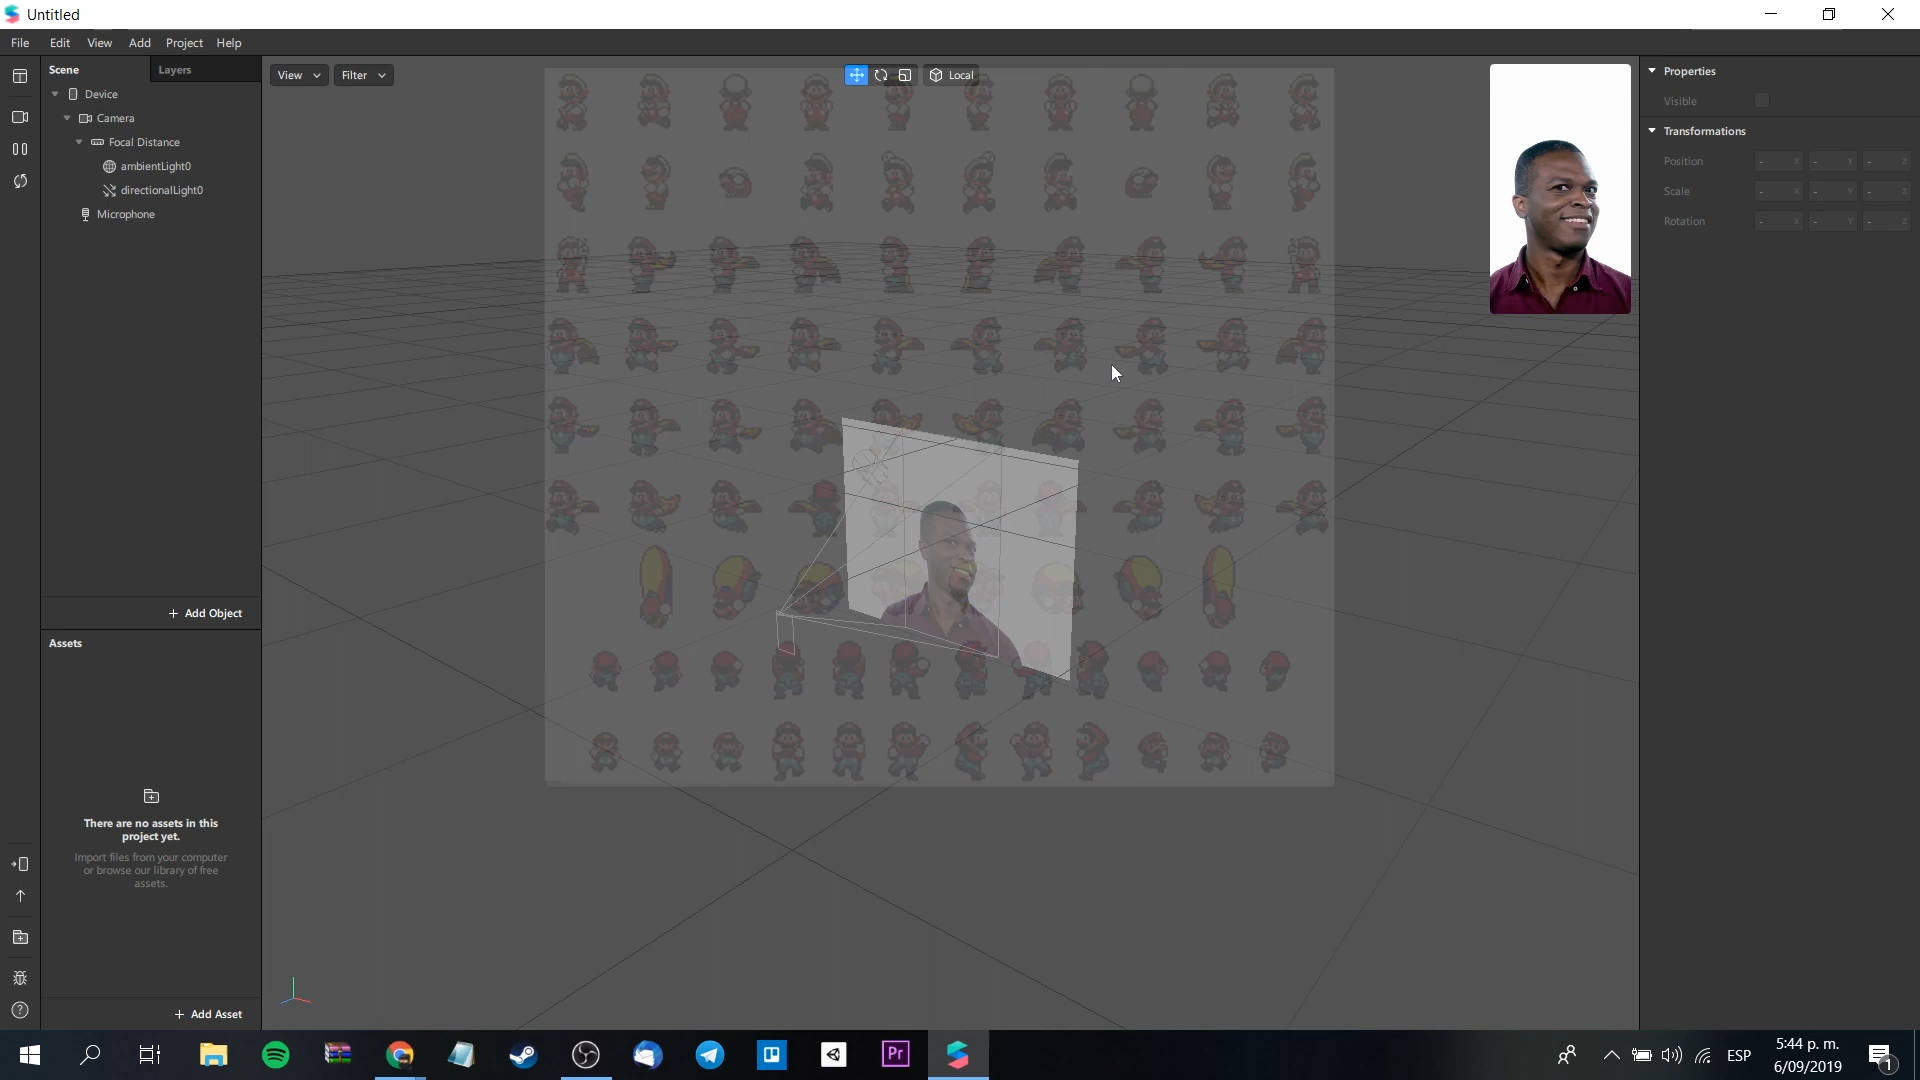 Untitled
File Edit View Add Project Help
Scene Layers
Device
Camera
Focal Distance
ambientLight0
directionalLight0
Microphone
+ Add Object
Assets
There are no assets in this
project yet.
Import files from your computer
or browse our library of free
assets.
+ Add Asset
View Filter Local
Properties
Visible
Transformations
Position - X - Y - Z
Scale - X - Y - Z
Rotation - X - Y - Z
Pr
ESP
5:44 p. m.
6/09/2019
1